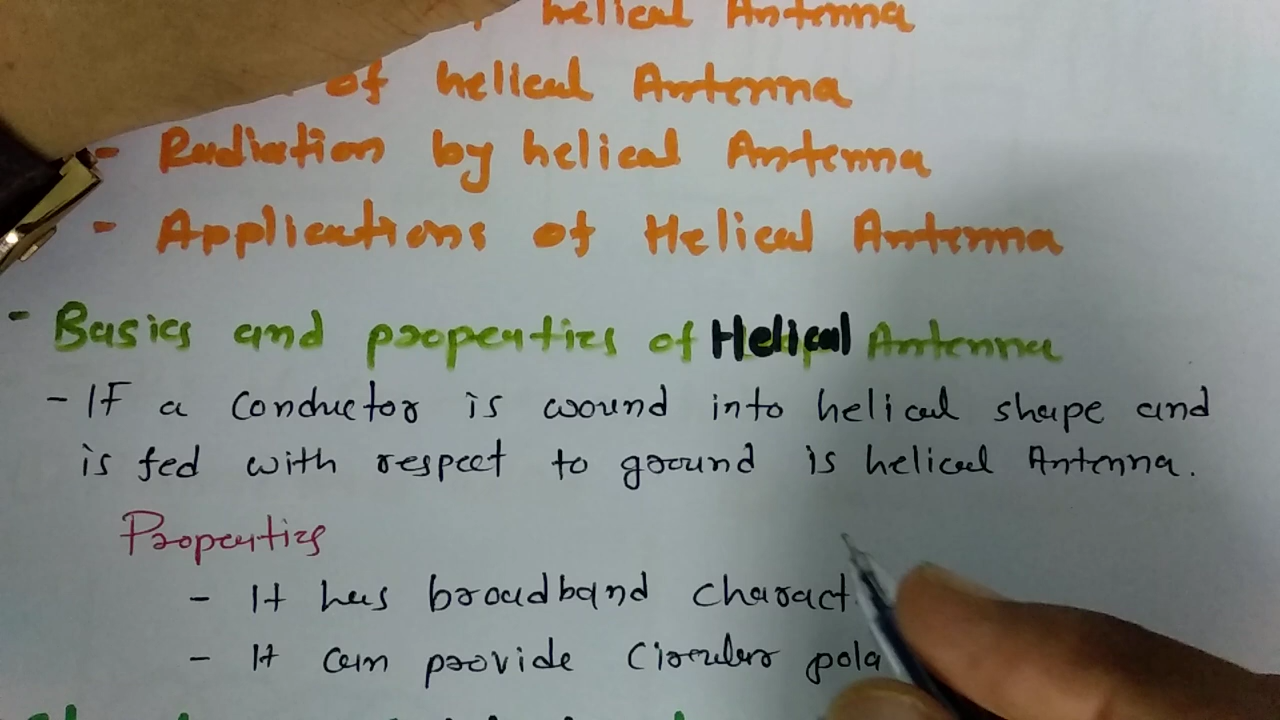 helical Antenna
of helical Antenna
- Radiation by helical Antenna
- Applications of Helical Antenna
- Basics and properties of Helical Antenna
- IF a conductor is wound into helical shape and
is fed with respect to ground is helical Antenna.
Properties
- It has broadband charact
- It can provide Circular pola